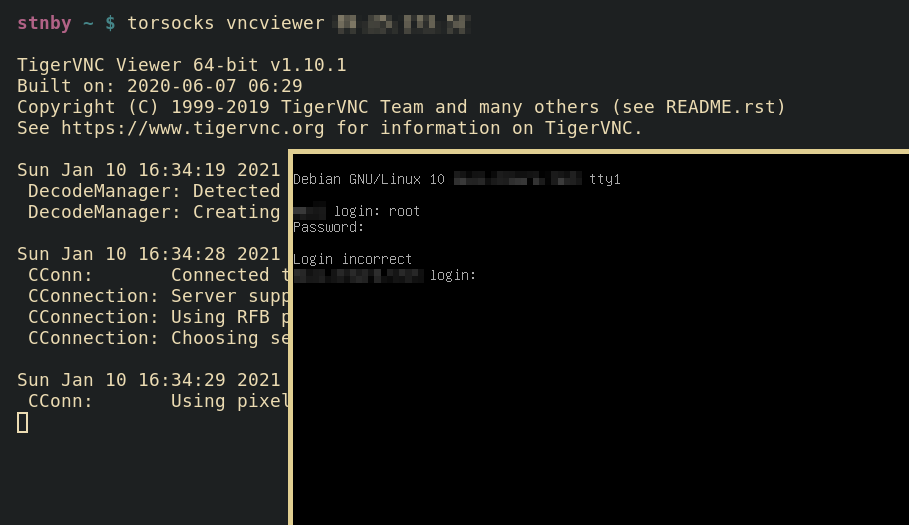 stnby ~ $ torsocks vncviewer
TigerVNC Viewer 64-bit v1.10.1
Built on: 2020-06-07 06:29
Copyright (C) 1999-2019 TigerVNC Team and many others (see README.rst)
See https://www.tigervnc.org for information on TigerVNC.
Sun Jan 10 16:34:19 2021
DecodeManager: Detected
DecodeManager: Creating
Sun Jan 10 16:34:28 2021
CConn: Connected t
CConnection: Server supp
CConnection: Using RFB p
CConnection: Choosing se
Sun Jan 10 16:34:29 2021
CConn: Using pixel
Debian GNU/Linux 10 tty1
login: root
Password:
Login incorrect
login: